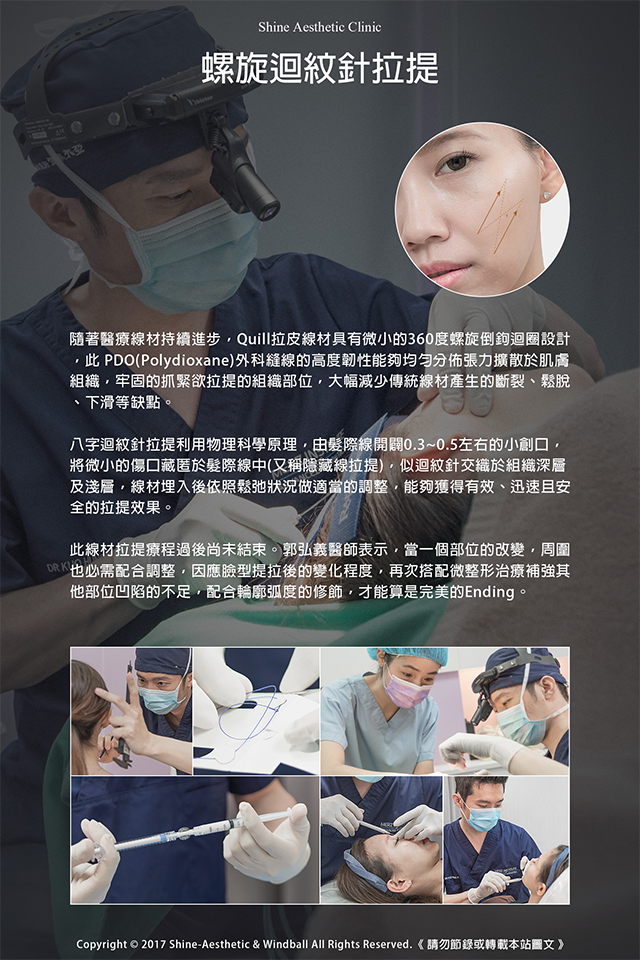 Shine Aesthetic Clinic
螺旋迴紋針拉提
隨著醫療線材持續進步，Quill拉皮線材具有微小的360度螺旋倒鉤迴圈設計
，此 PDO(Polydioxane)外科縫線的高度韌性能夠均勻分佈張力擴散於肌膚
組織，牢固的抓緊欲拉提的組織部位，大幅減少傳統線材產生的斷裂、鬆脫
、下滑等缺點。
八字迴紋針拉提利用物理科學原理，由髮際線開闢0.3~0.5左右的小創口，
將微小的傷口藏匿於髮際線中(又稱隱藏線拉提)，似迴紋針交織於組織深層
及淺層，線材埋入後依照鬆弛狀況做適當的調整，能夠獲得有效、迅速且安
全的拉提效果。
此線材拉提療程過後尚未結束。郭弘義醫師表示，當一個部位的改變，周圍
也必需配合調整，因應臉型提拉後的變化程度，再次搭配微整形治療補強其
他部位凹陷的不足，配合輪廓弧度的修飾，才能算是完美的Ending。
Copyright © 2017 Shine-Aesthetic & Windball All Rights Reserved.《 請勿節錄或轉載本站圖文 》